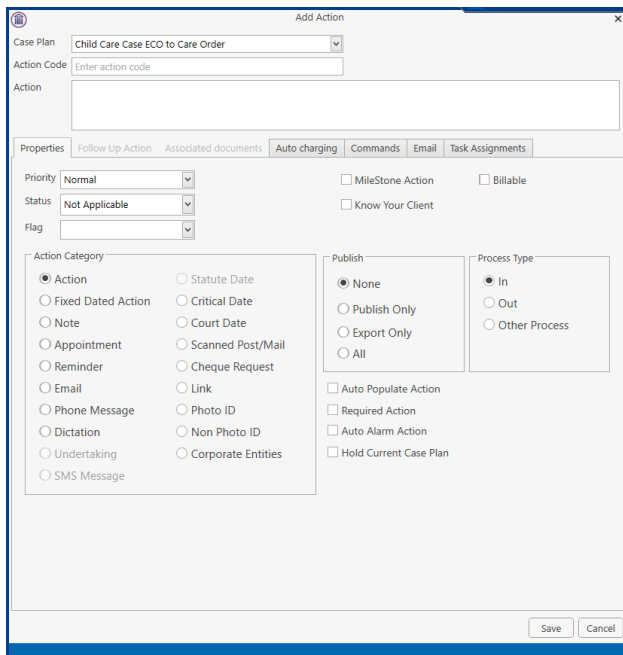 Add Action
Case Plan Child Care Case ECO to Care Order
Action Code Enter action code
Action
Properties Follow Up Action Associated documents Auto charging Commands Email Task Assignments
Priority Normal MileStone Action Billable
Status Not Applicable Know Your Client
Flag
Action Category Publish Process Type
Action Statute Date None In
Fixed Dated Action Critical Date Publish Only Out
Note Court Date Export Only Other Process
Appointment Scanned Post/Mail All
Reminder Cheque Request
Email Link Auto Populate Action
Phone Message Photo ID Required Action
Dictation Non Photo ID Auto Alarm Action
Undertaking Corporate Entities Hold Current Case Plan
SMS Message
Save Cancel